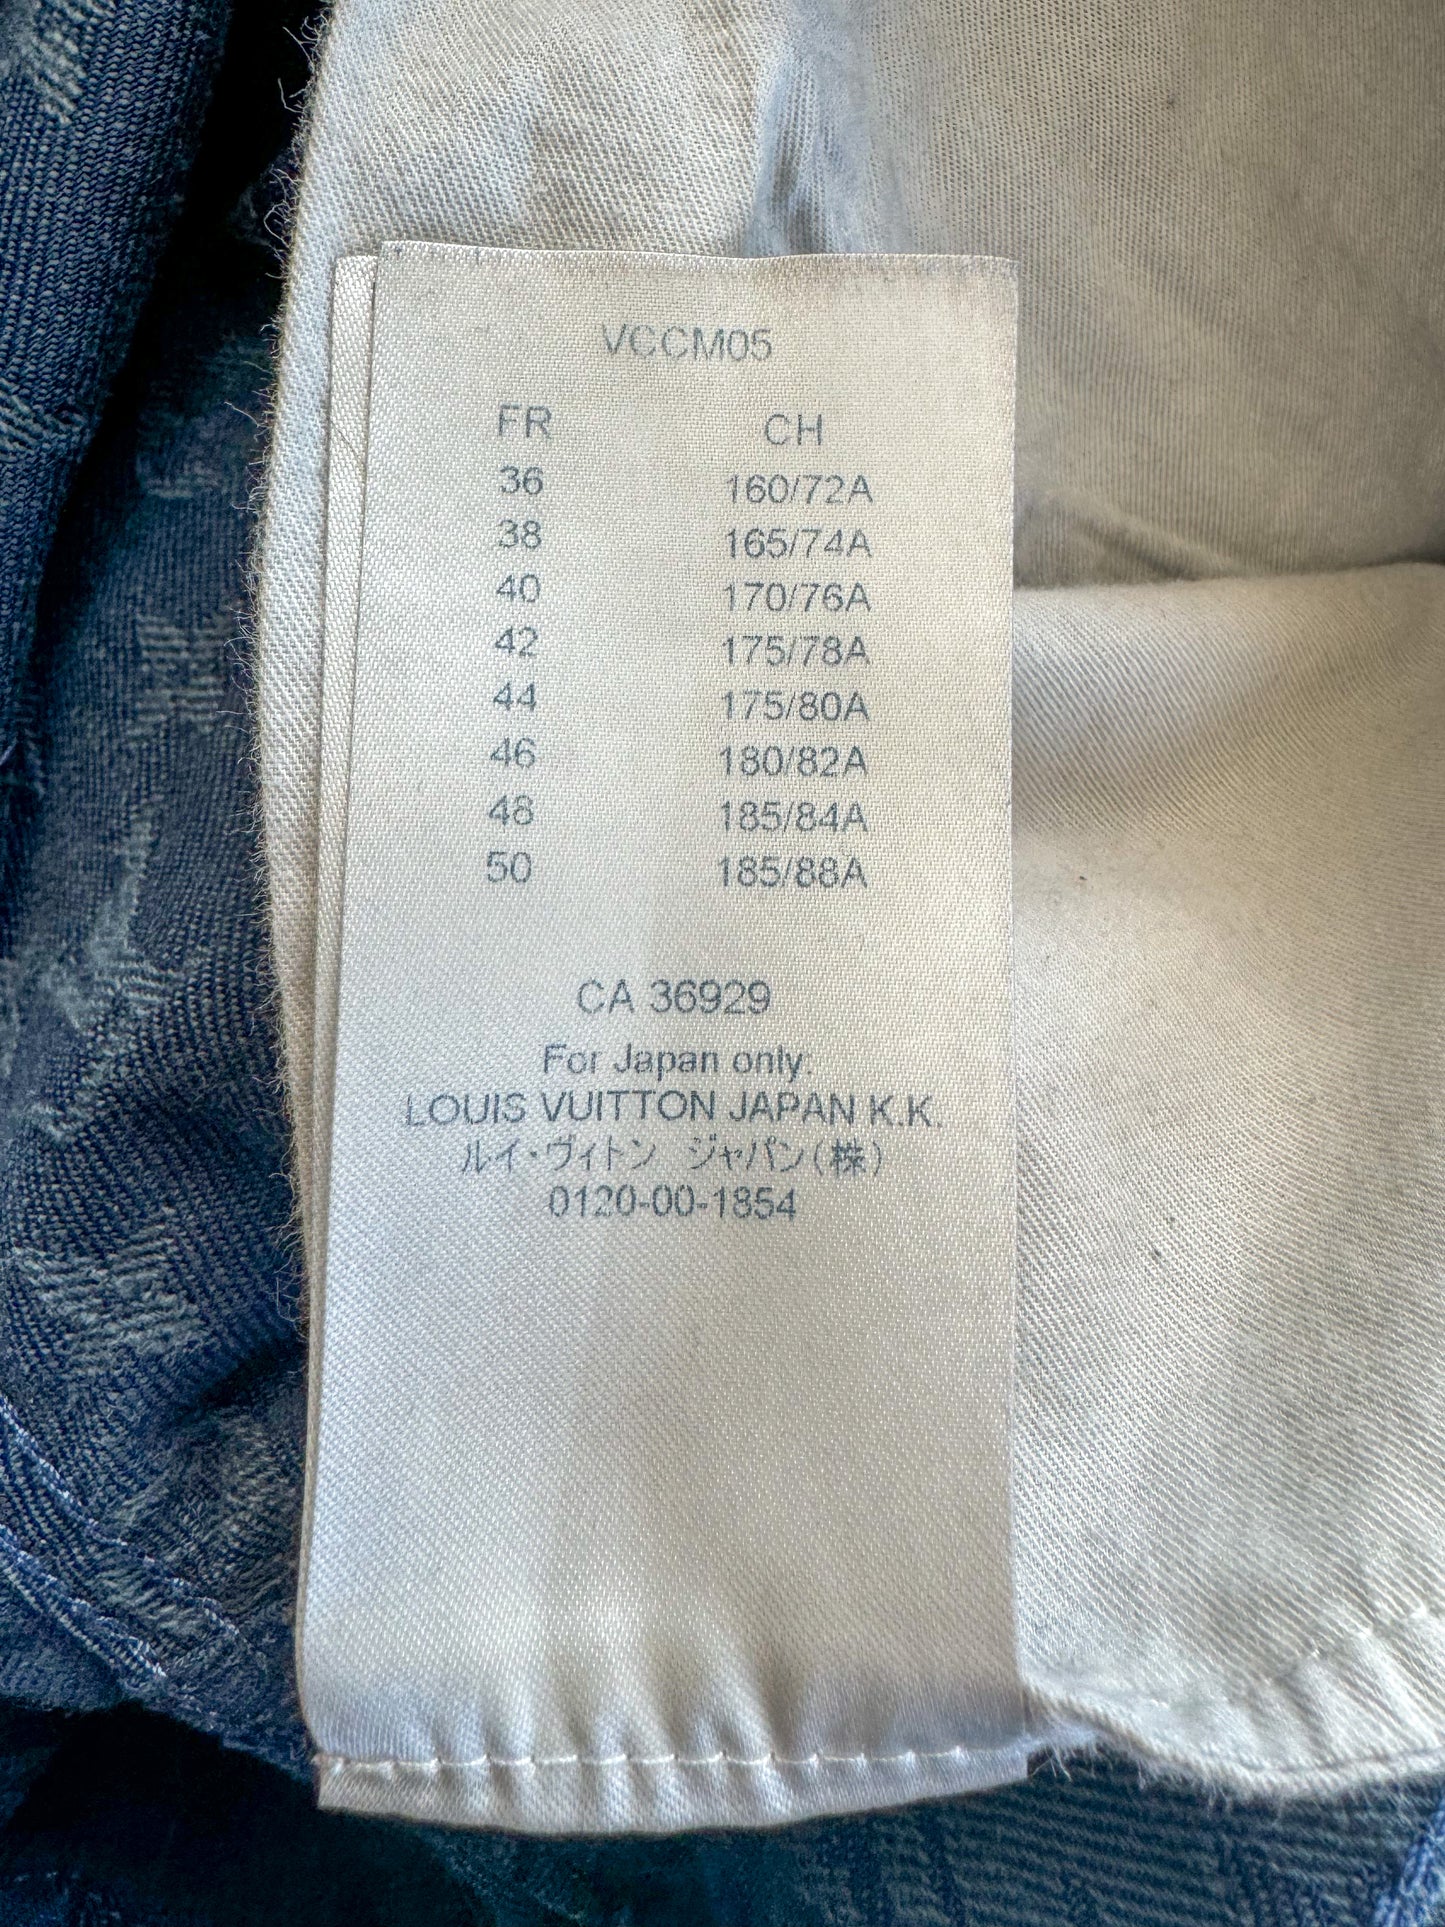 VCCM05
FR CH
36 160/72A
38 165/74A
40 170/76A
42 175/78A
44 175/80A
46 180/82A
48 185/84A
50 185/88A
CA 36929
For Japan only:
LOUIS VUITTON JAPAN K.K.
ルイ・ヴィトン ジャパン(株)
0120-00-1854